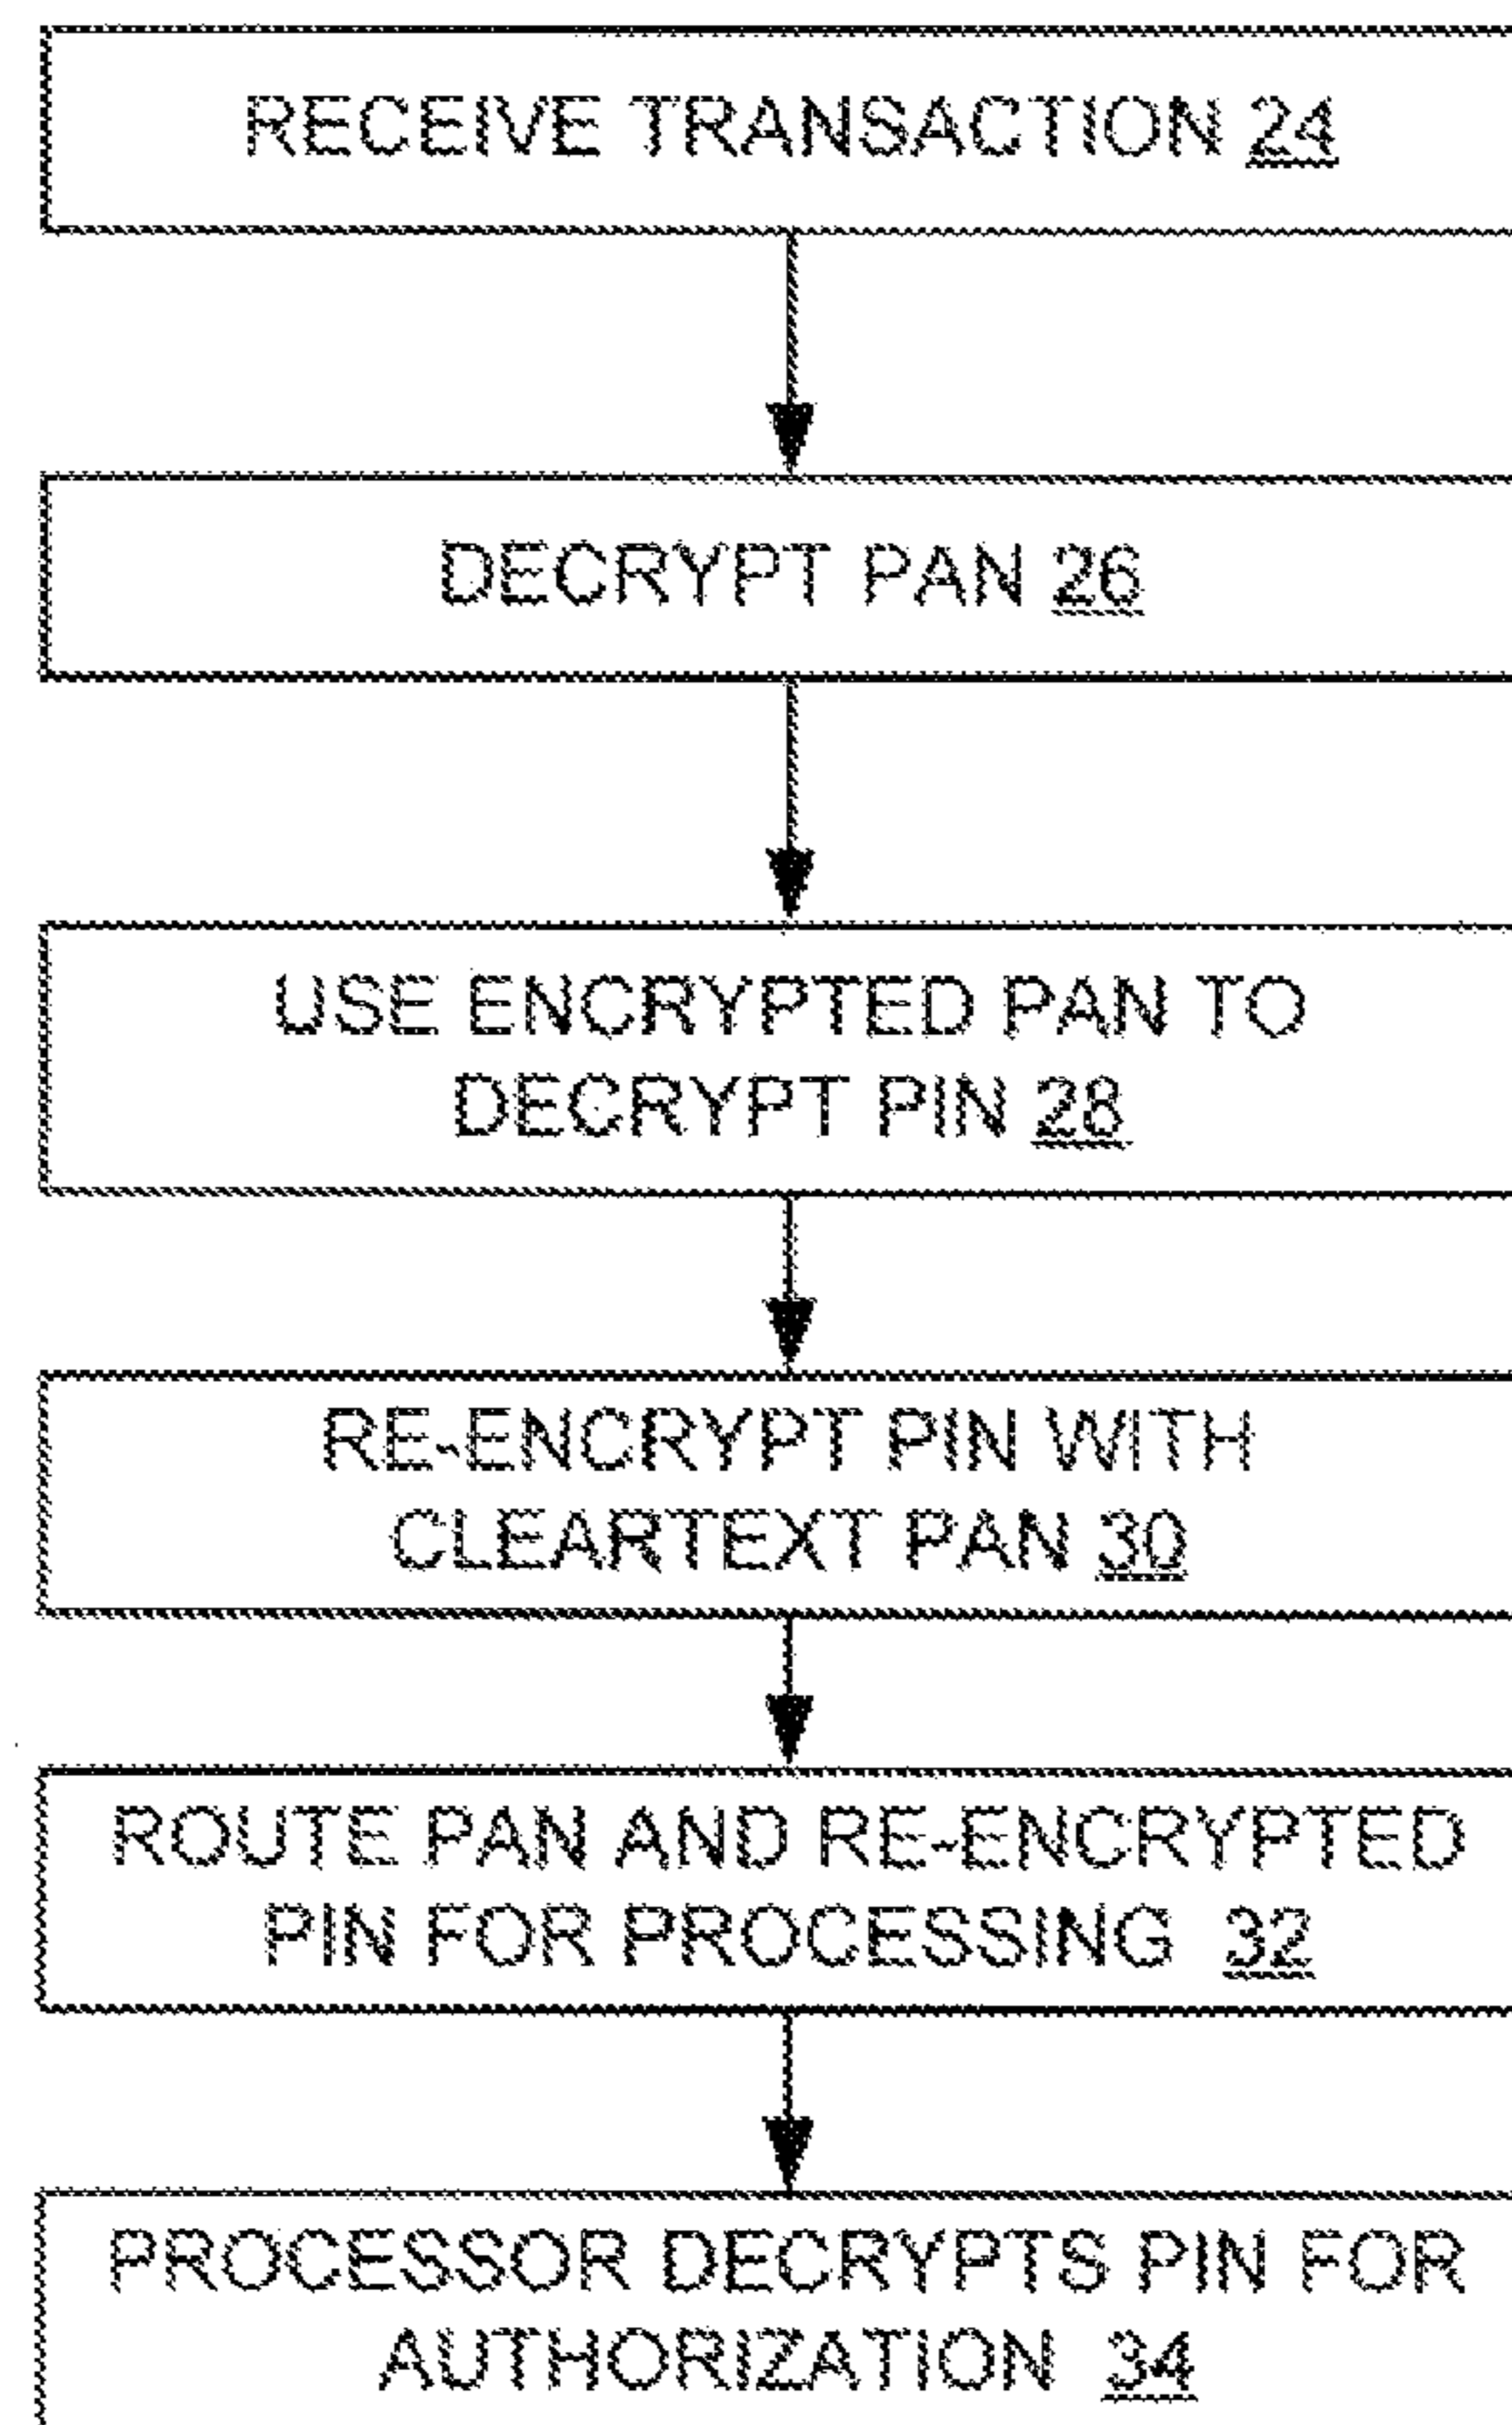 RECEIVE TRANSACTION 24
DECRYPT PAN 26
USE ENCRYPTED PAN TO
DECRYPT PIN 28
RE-ENCRYPT PIN WITH
CLEARTEXT PAN 30
ROUTE PAN AND RE-ENCRYPTED
PIN FOR PROCESSING 32
PROCESSOR DECRYPTS PIN FOR
AUTHORIZATION 34